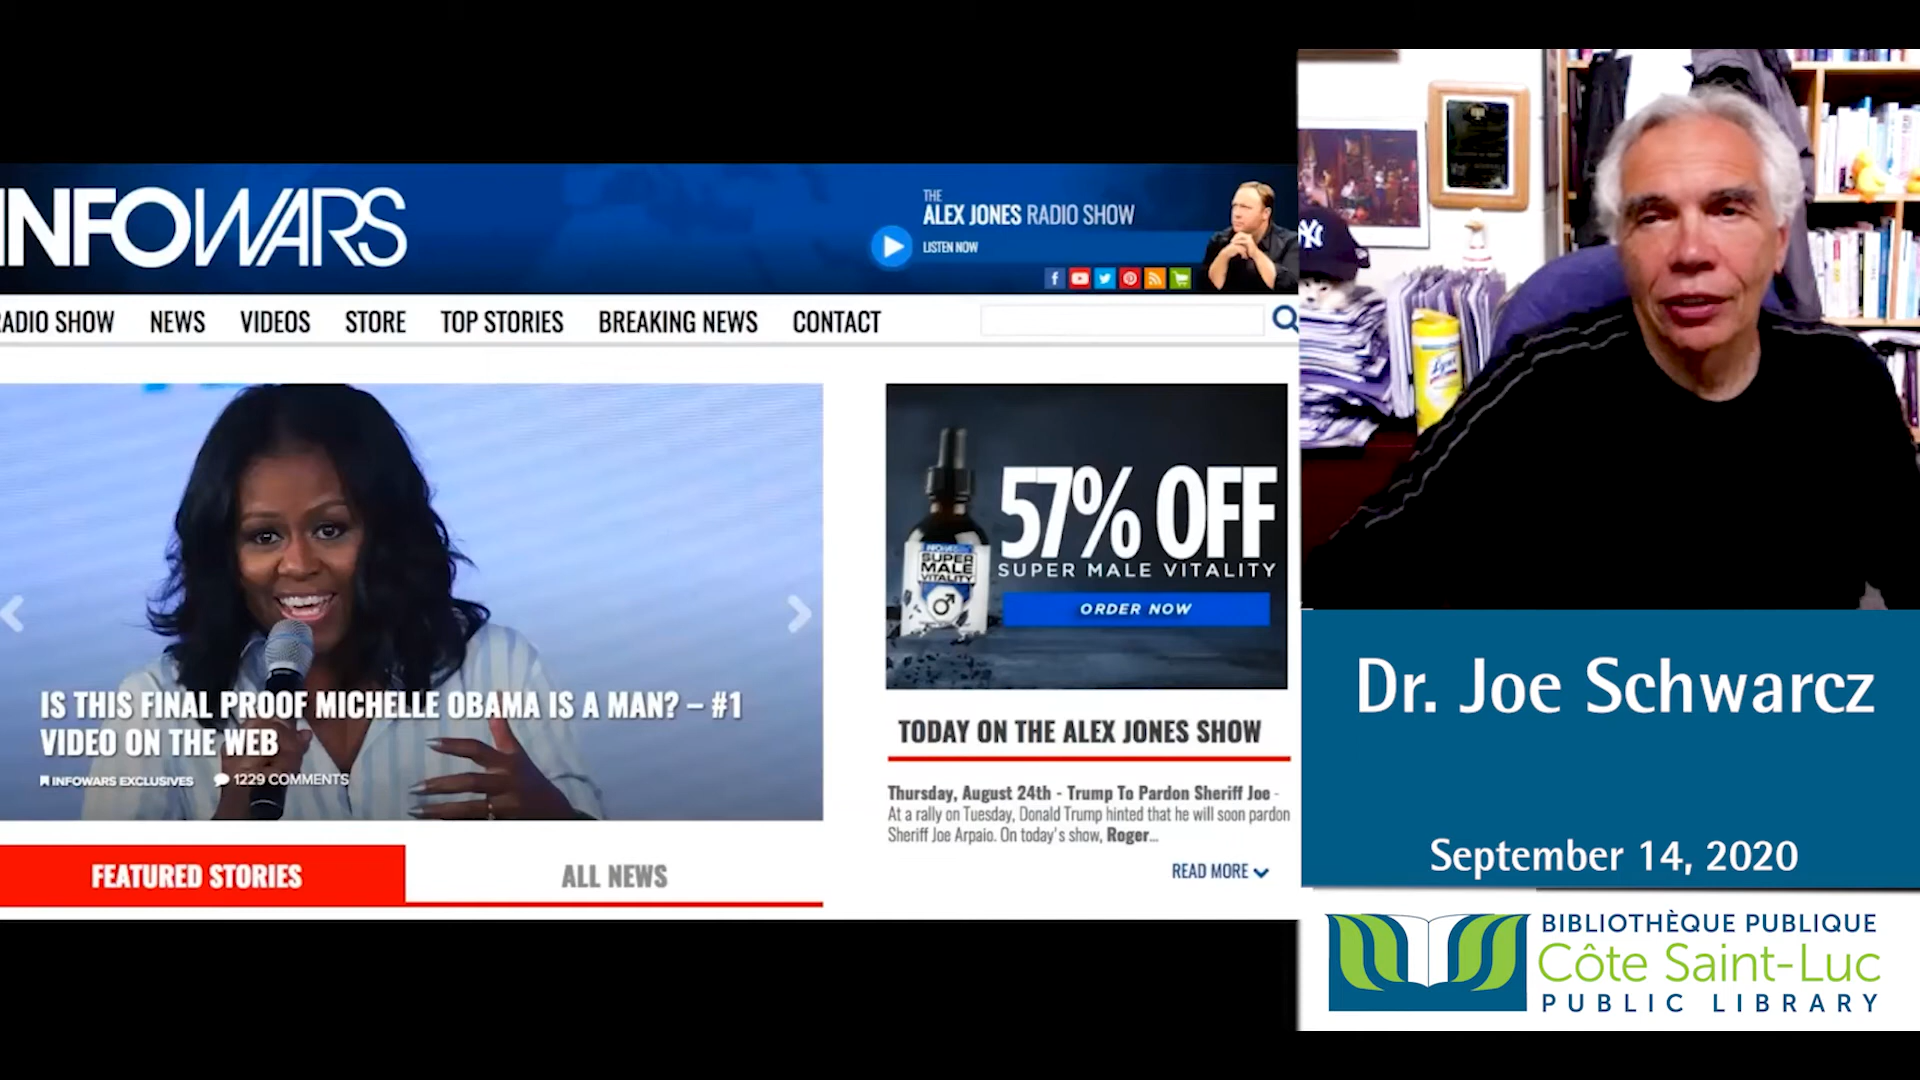 INFOWARS
THE
ALEX JONES RADIO SHOW
LISTEN NOW
RADIO SHOW NEWS VIDEOS STORE TOP STORIES BREAKING NEWS CONTACT
IS THIS FINAL PROOF MICHELLE OBAMA IS A MAN? – #1
VIDEO ON THE WEB
INFOWARS EXCLUSIVES 1229 COMMENTS
FEATURED STORIES ALL NEWS
SUPER
MALE
VITALITY
57% OFF
SUPER MALE VITALITY
ORDER NOW
TODAY ON THE ALEX JONES SHOW
Thursday, August 24th - Trump To Pardon Sheriff Joe -
At a rally on Tuesday, Donald Trump hinted that he will soon pardon
Sheriff Joe Arpaio. On today's show, Roger...
READ MORE
NY
Lysol
Dr. Joe Schwarcz
September 14, 2020
BIBLIOTHÈQUE PUBLIQUE
Côte Saint-Luc
PUBLIC LIBRARY